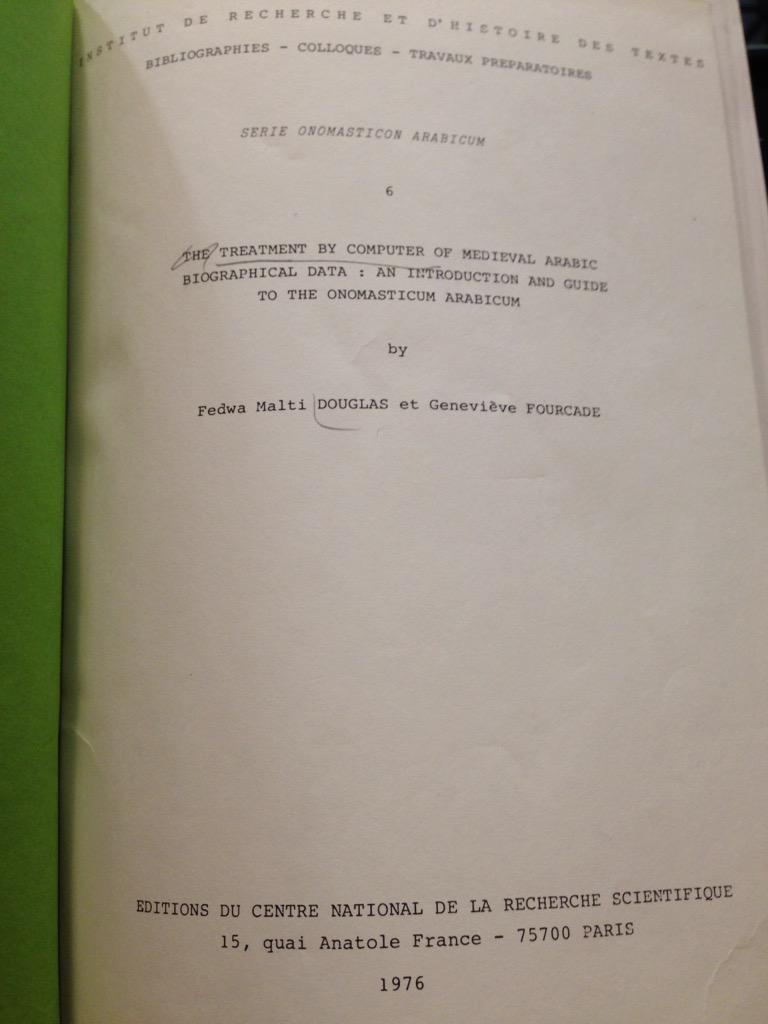 INSTITUT DE RECHERCHE ET D'HISTOIRE DES TEXTES
BIBLIOGRAPHIES - COLLOQUES - TRAVAUX PREPARATOIRES
SERIE ONOMASTICON ARABICUM
6
THE TREATMENT BY COMPUTER OF MEDIEVAL ARABIC
BIOGRAPHICAL DATA : AN INTRODUCTION AND GUIDE
TO THE ONOMASTICUM ARABICUM
by
Fedwa Malti DOUGLAS et Geneviève FOURCADE
EDITIONS DU CENTRE NATIONAL DE LA RECHERCHE SCIENTIFIQUE
15, quai Anatole France - 75700 PARIS
1976